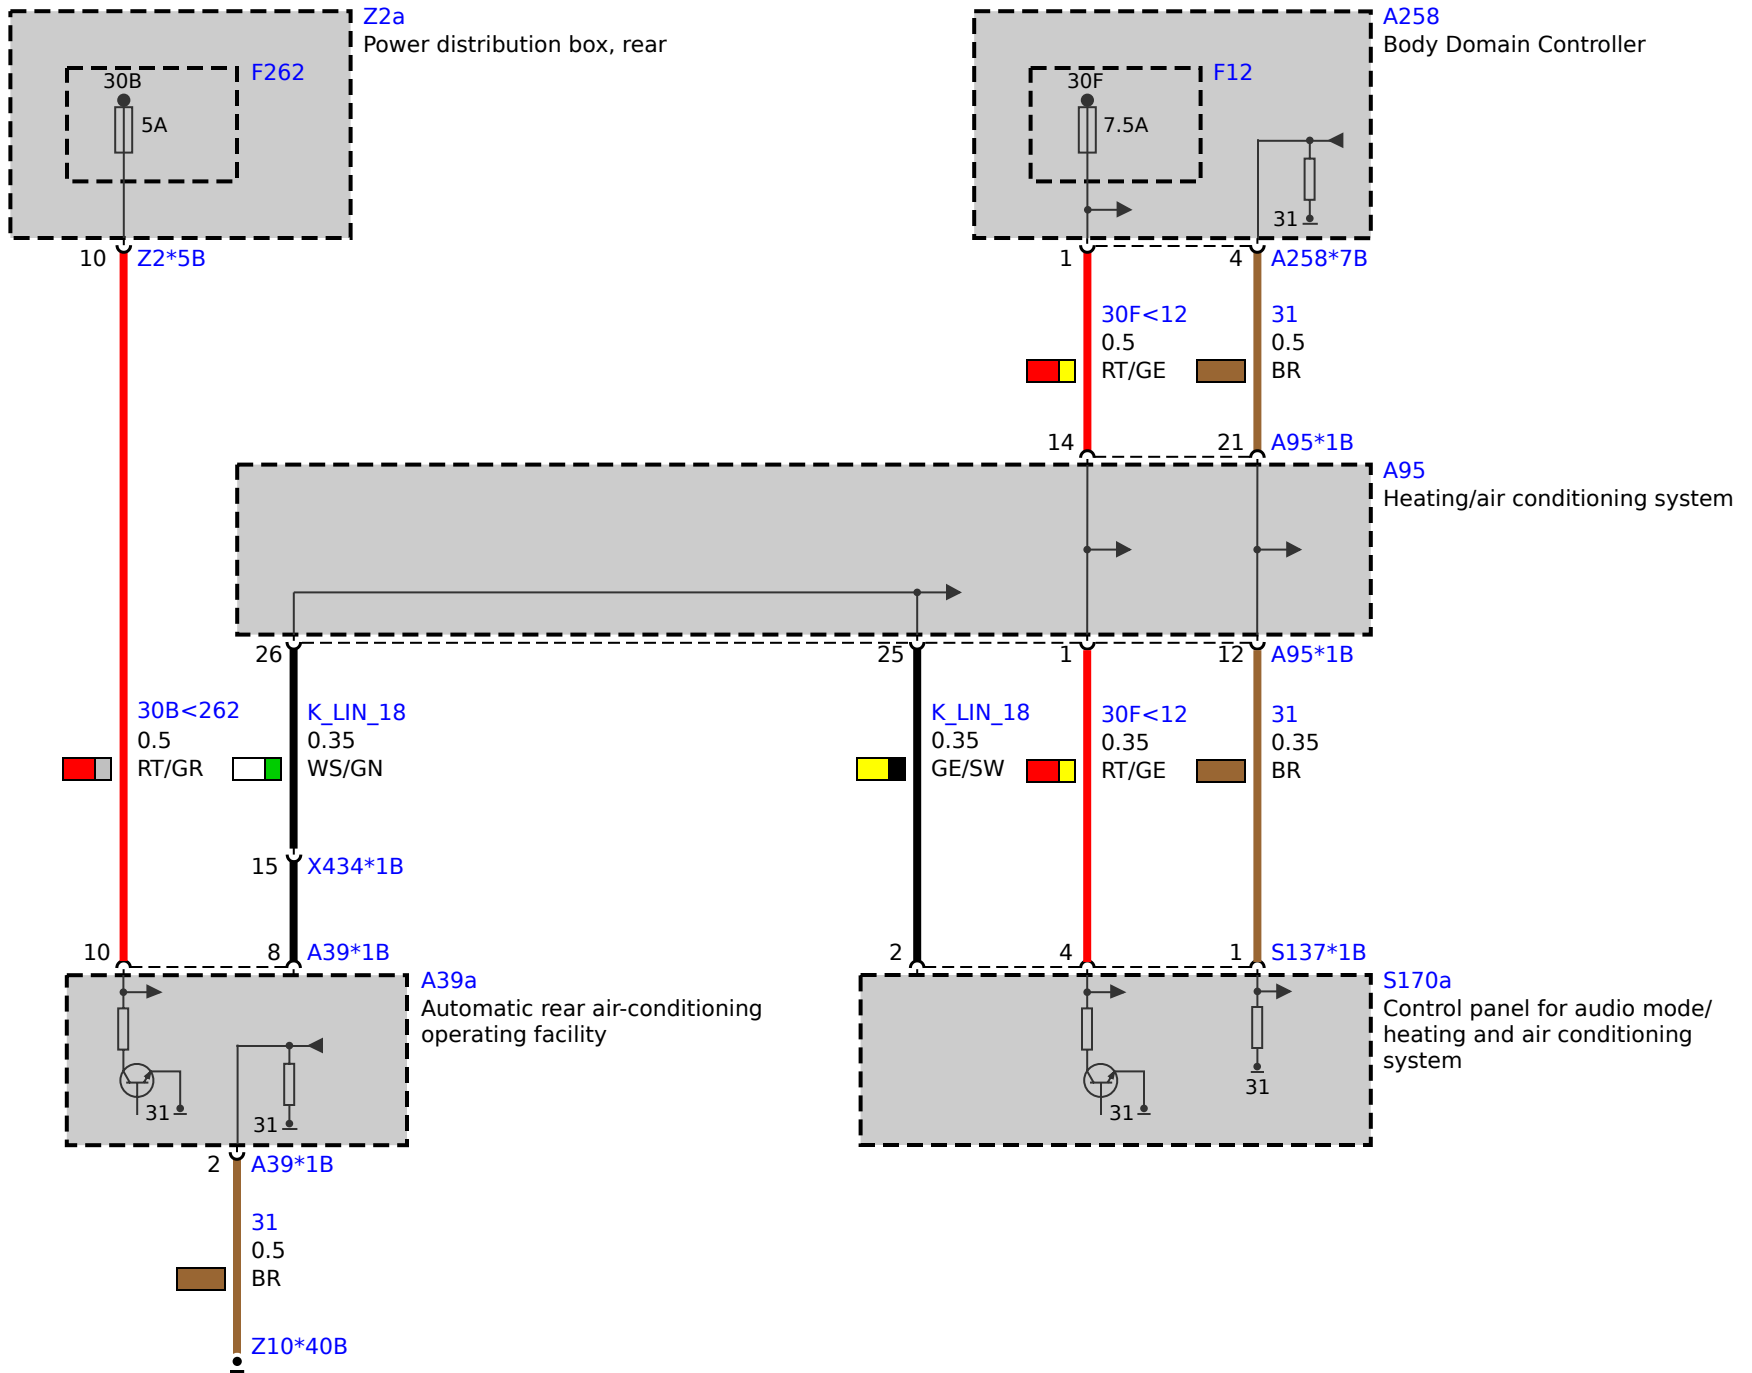 Z2a
Power distribution box, rear
F262
30B
5A
10 Z2*5B
A258
Body Domain Controller
F12
30F
7.5A
31
1
4 A258*7B
30F<12
0.5
RT/GE
31
0.5
BR
14
21 A95*1B
A95
Heating/air conditioning system
26
25
1
12 A95*1B
30B<262
0.5
RT/GR
K_LIN_18
0.35
WS/GN
K_LIN_18
0.35
GE/SW
30F<12
0.35
RT/GE
31
0.35
BR
15 X434*1B
10
8 A39*1B
2
4
1 S137*1B
A39a
Automatic rear air-conditioning
operating facility
31
31
S170a
Control panel for audio mode/
heating and air conditioning
system
31
31
2 A39*1B
31
0.5
BR
Z10*40B